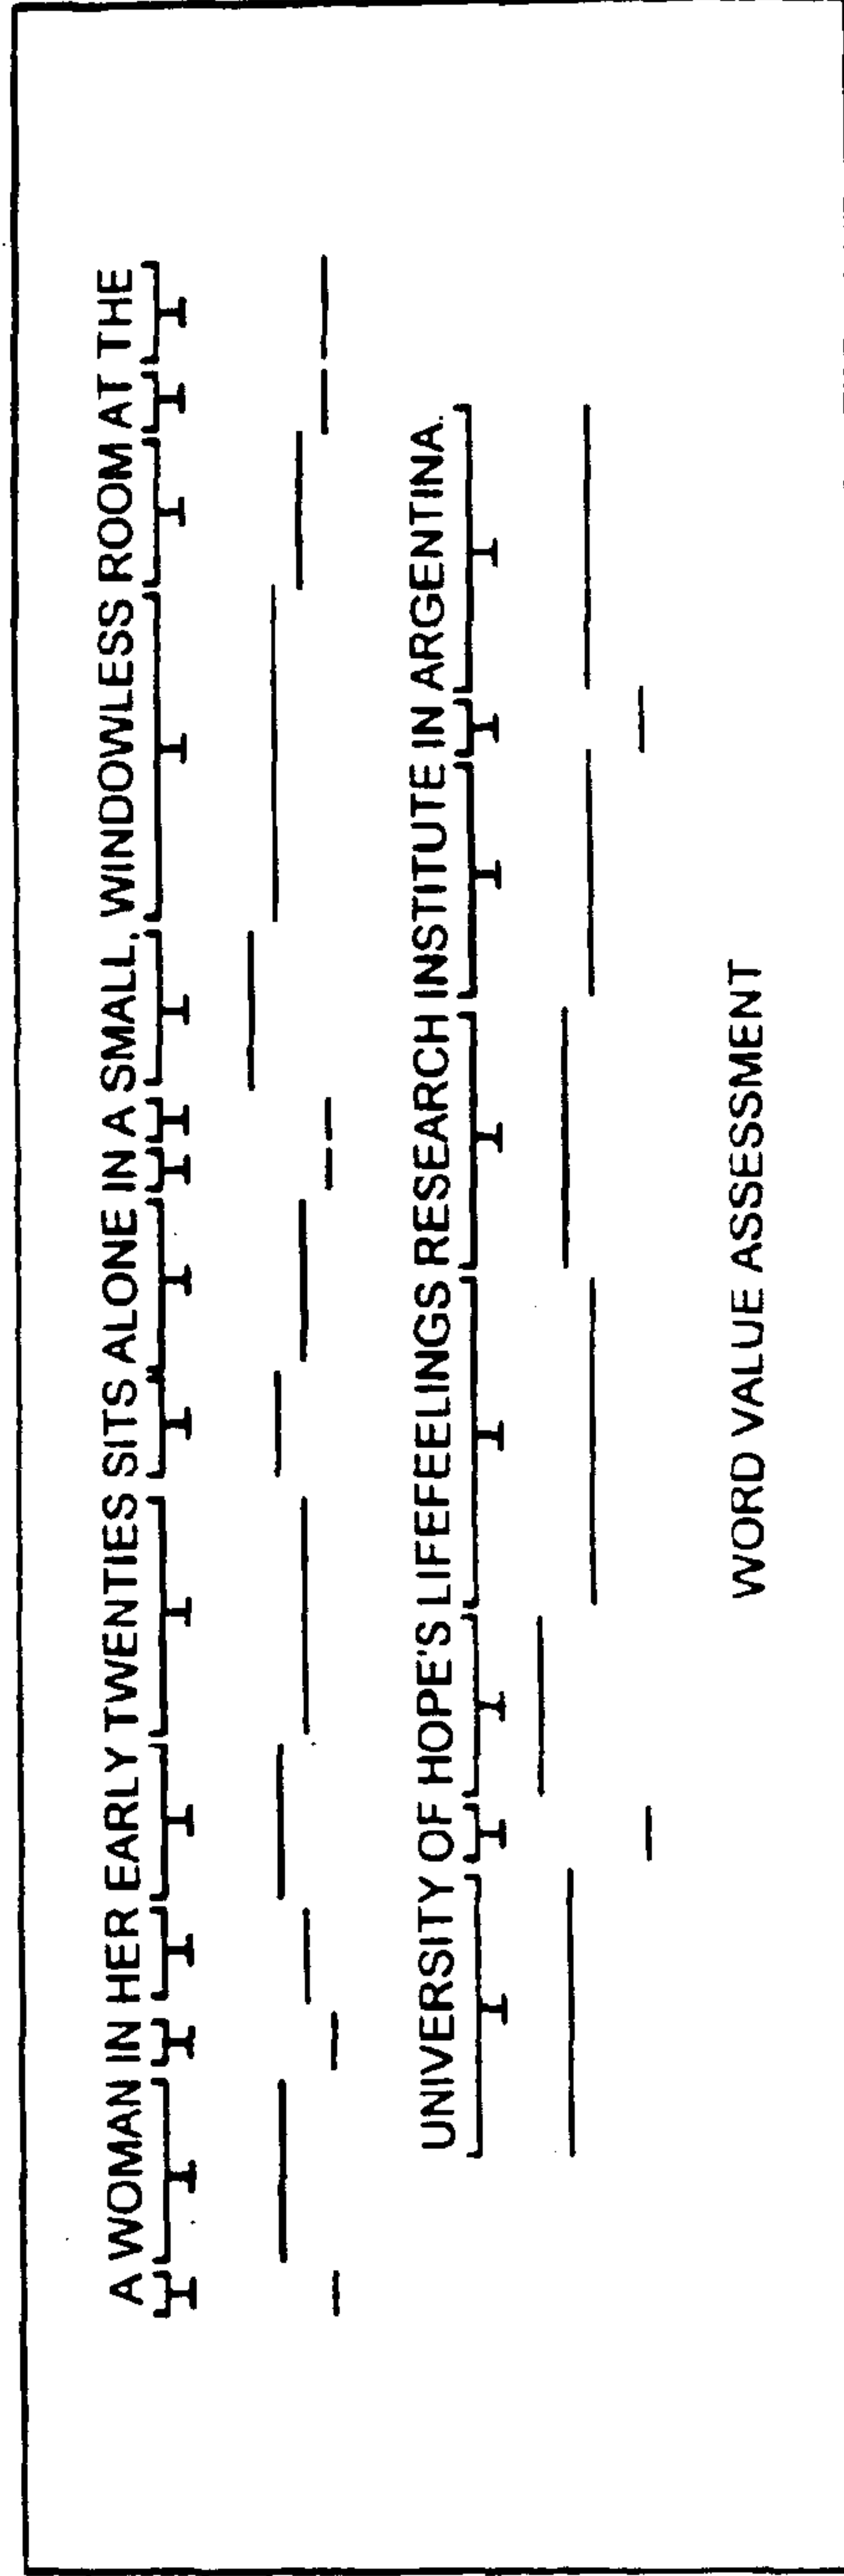 A WOMAN IN HER EARLY TWENTIES SITS ALONE IN A SMALL, WINDOWLESS ROOM AT THE
UNIVERSITY OF HOPE'S LIFEFEELINGS RESEARCH INSTITUTE IN ARGENTINA.
WORD VALUE ASSESSMENT